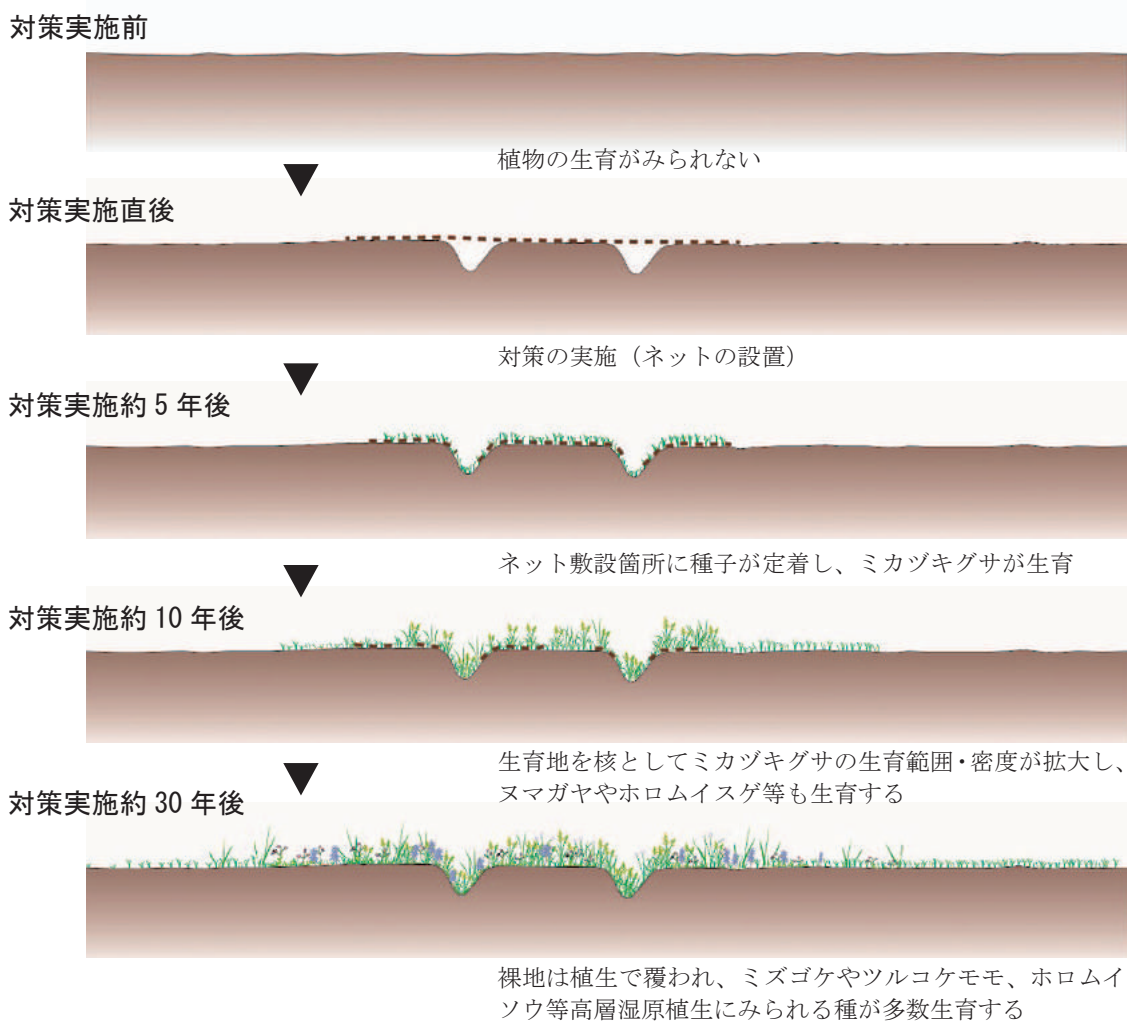 対策実施前
植物の生育がみられない
対策実施直後
対策の実施（ネットの設置）
対策実施約 5 年後
ネット敷設箇所に種子が定着し、ミカヅキグサが生育
対策実施約 10 年後
生育地を核としてミカヅキグサの生育範囲・密度が拡大し、
ヌマガヤやホロムイスゲ等も生育する
対策実施約 30 年後
裸地は植生で覆われ、ミズゴケやツルコケモモ、ホロムイ
ソウ等高層湿原植生にみられる種が多数生育する